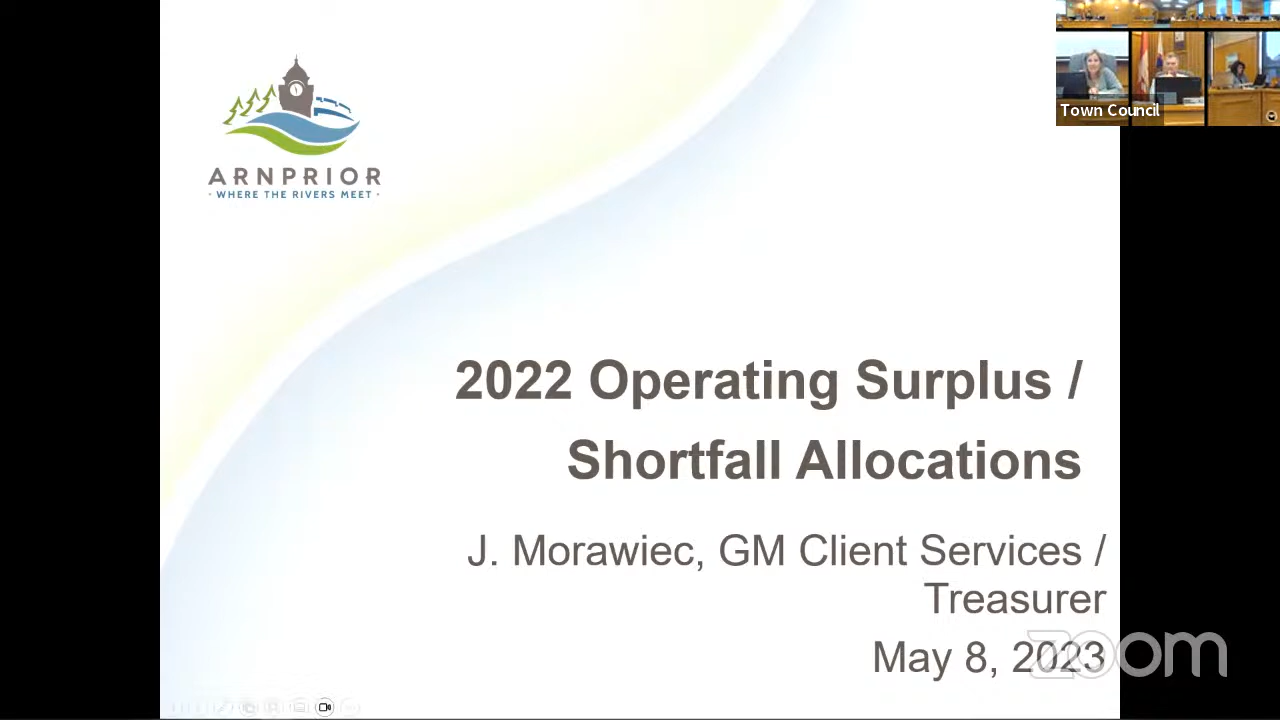 ARNPRIOR
· WHERE THE RIVERS MEET ·
Town Council
2022 Operating Surplus /
Shortfall Allocations
J. Morawiec, GM Client Services /
Treasurer
May 8, 2023
zoom